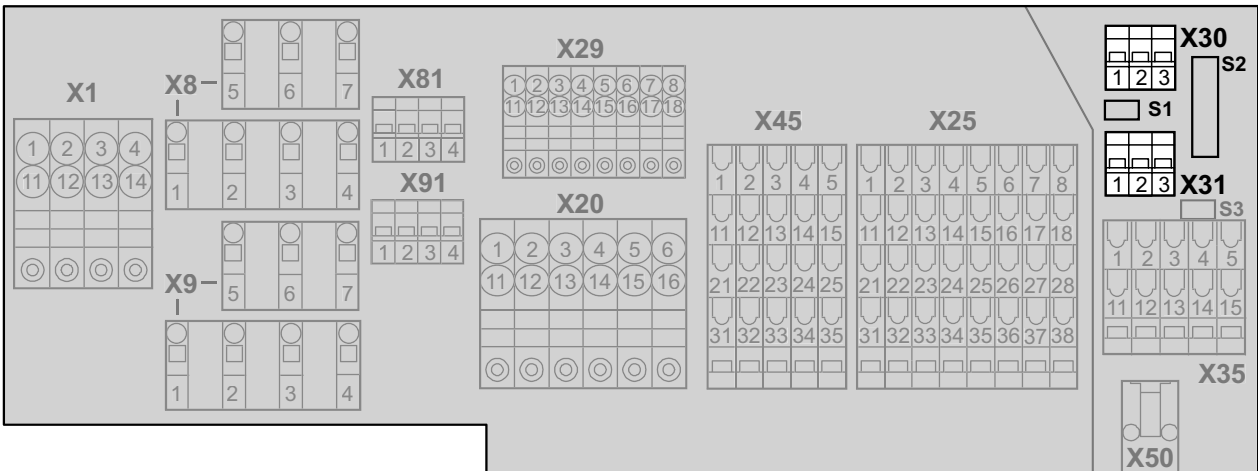 X1
1 2 3 4
11 12 13 14
X8
5 6 7
1 2 3 4
X9
5 6 7
1 2 3 4
X81
1 2 3 4
X91
1 2 3 4
X29
1 2 3 4 5 6 7 8
11 12 13 14 15 16 17 18
X20
1 2 3 4 5 6
11 12 13 14 15 16
X45
1 2 3 4 5
11 12 13 14 15
21 22 23 24 25
31 32 33 34 35
X25
1 2 3 4 5 6 7 8
11 12 13 14 15 16 17 18
21 22 23 24 25 26 27 28
31 32 33 34 35 36 37 38
X30
1 2 3
S2
S1
1 2 3
X31
S3
1 2 3 4 5
11 12 13 14 15
X35
X50